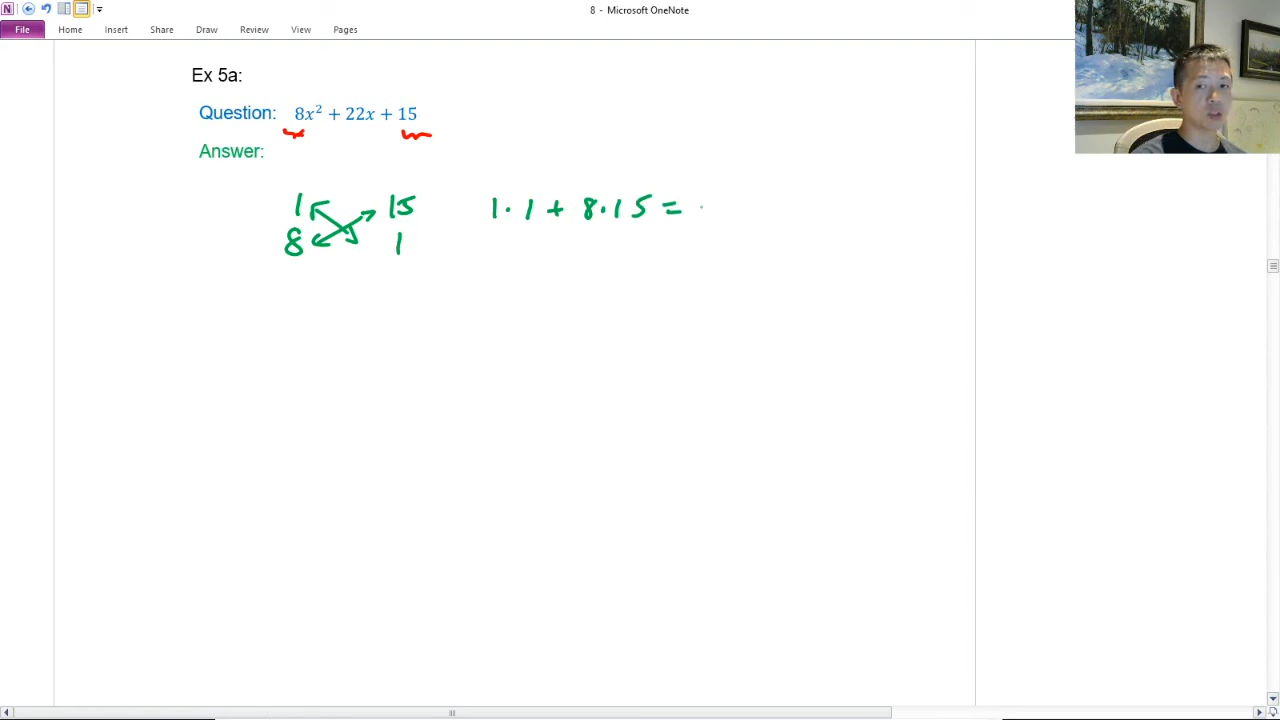 8 - Microsoft OneNote
File Home Insert Share Draw Review View Pages
Ex 5a:
Question: 8x² + 22x + 15
Answer:
1 15 1 · 1 + 8 · 15 =
8 1